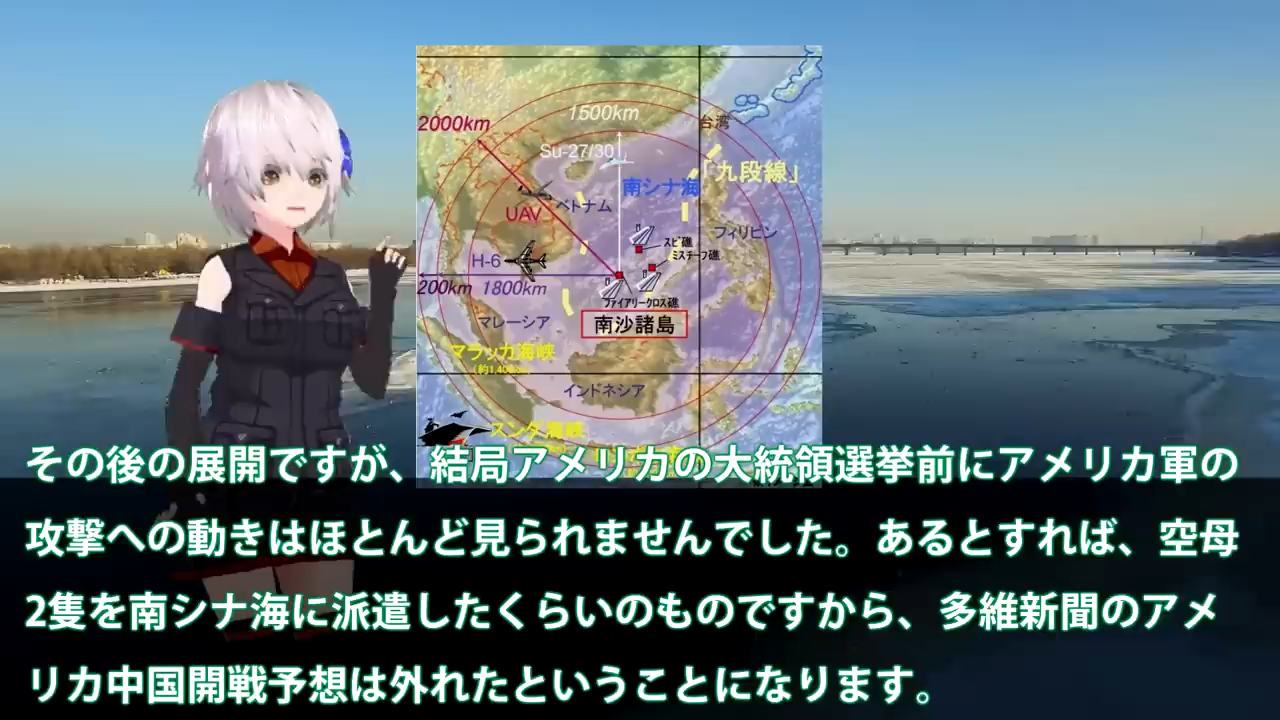 1500km
2000km
台湾
Su-27/30
「九段線」
南シナ海
UAV
ベトナム
フィリピン
スビ礁
ミスチーフ礁
H-6
200km 1800km
ファイアリークロス礁
マレーシア
南沙諸島
マラッカ海峡
インドネシア
スンダ海峡
その後の展開ですが、結局アメリカの大統領選挙前にアメリカ軍の
攻撃への動きはほとんど見られませんでした。あるとすれば、空母
2隻を南シナ海に派遣したくらいのものですから、多維新聞のアメ
リカ中国開戦予想は外れたということになります。